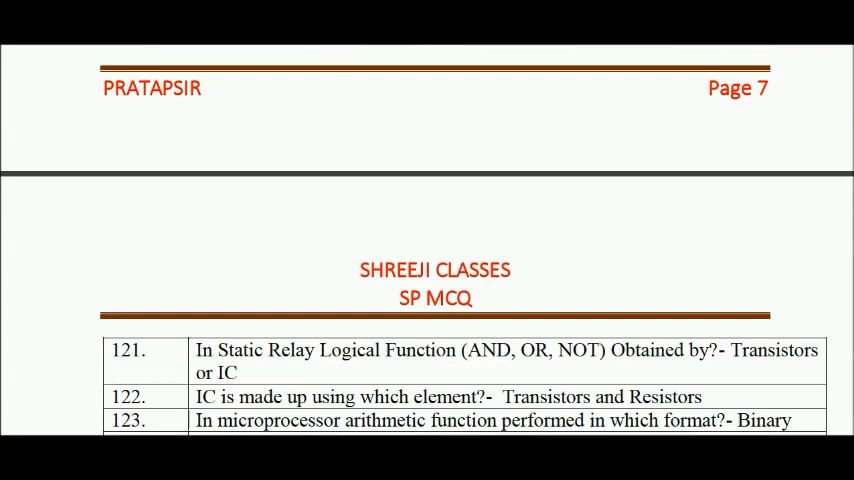 PRATAPSIR Page 7
SHREEJI CLASSES
SP MCQ
121. In Static Relay Logical Function (AND, OR, NOT) Obtained by?- Transistors
or IC
122. IC is made up using which element?- Transistors and Resistors
123. In microprocessor arithmetic function performed in which format?- Binary